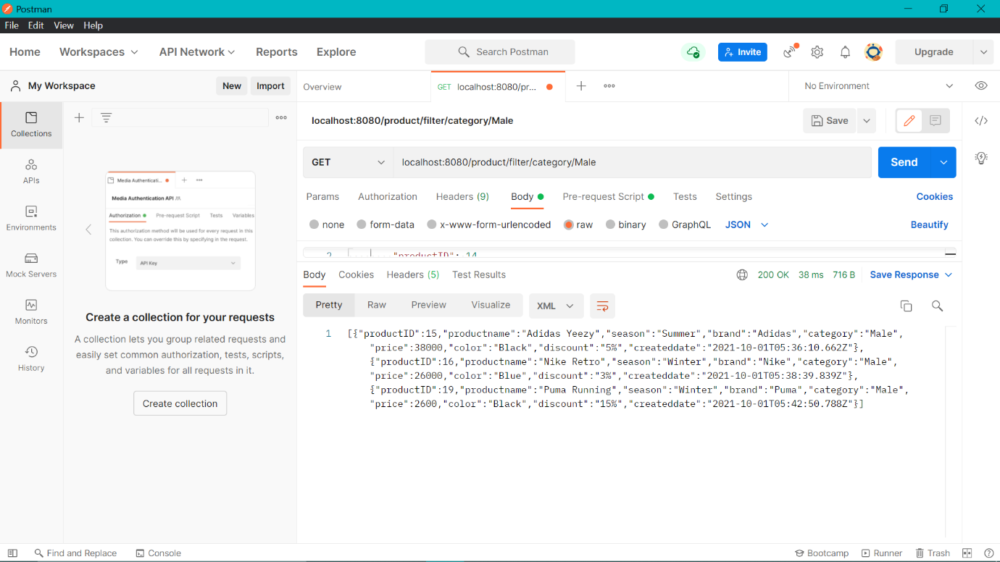 Postman
File Edit View Help
Home Workspaces API Network Reports Explore Search Postman Invite Upgrade
My Workspace New Import
Overview GET localhost:8080/pr... No Environment
Collections
APIs
Environments
Mock Servers
Monitors
History
Media Authenticati...
Media Authentication API
Authorization Pre-request Script Tests Variables
This authorization method will be used for every request in this
collection. You can override this by specifying in the request.
Type API Key
Create a collection for your requests
A collection lets you group related requests and
easily set common authorization, tests, scripts,
and variables for all requests in it.
Create collection
localhost:8080/product/filter/category/Male Save
GET localhost:8080/product/filter/category/Male Send
Params Authorization Headers (9) Body Pre-request Script Tests Settings Cookies
none form-data x-www-form-urlencoded raw binary GraphQL JSON Beautify
2 "productID": 14
Body Cookies Headers (5) Test Results 200 OK 38 ms 716 B Save Response
Pretty Raw Preview Visualize XML
1 [{"productID":15,"productname":"Adidas Yeezy","season":"Summer","brand":"Adidas","category":"Male",
"price":38000,"color":"Black","discount":"5%","createddate":"2021-10-01T05:36:10.662Z"},
{"productID":16,"productname":"Nike Retro","season":"Winter","brand":"Nike","category":"Male",
"price":26000,"color":"Blue","discount":"3%","createddate":"2021-10-01T05:38:39.839Z"},
{"productID":19,"productname":"Puma Running","season":"Winter","brand":"Puma","category":"Male",
"price":2600,"color":"Black","discount":"15%","createddate":"2021-10-01T05:42:50.788Z"}]
Find and Replace Console Bootcamp Runner Trash